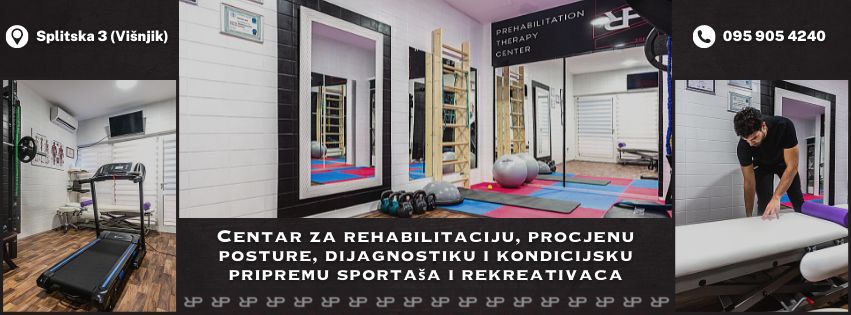 Splitska 3 (Višnjik)
PREHABILITATION
THERAPY
CENTER
RP
095 905 4240
CENTAR ZA REHABILITACIJU, PROCJENU
POSTURE, DIJAGNOSTIKU I KONDICIJSKU
PRIPREMU SPORTAšA I REKREATIVACA